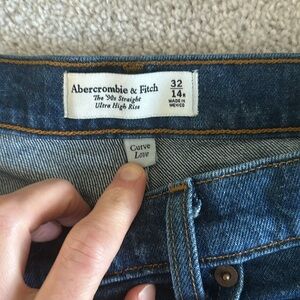 Abercrombie & Fitch
The '90s Straight
Ultra High Rise
32
14R
MADE IN
MEXICO
Curve
Love